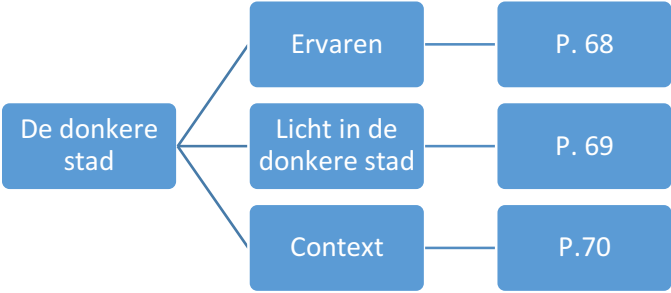 Ervaren
P. 68
De donkere
stad
Licht in de
donkere stad
P. 69
Context
P.70